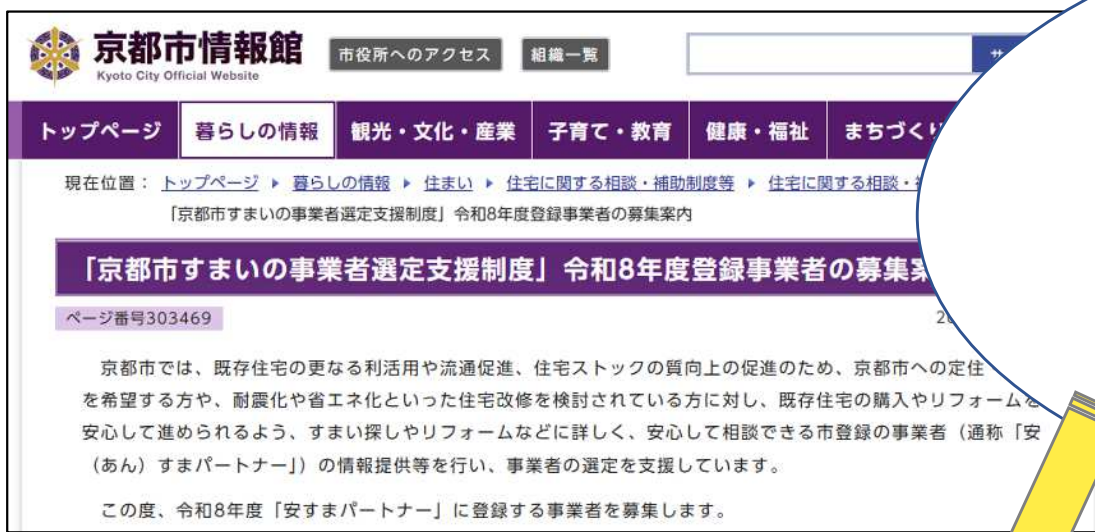 京都市情報館
Kyoto City Official Website
市役所へのアクセス
組織一覧
トップページ
暮らしの情報
観光・文化・産業
子育て・教育
健康・福祉
まちづくり
現在位置： トップページ ▶ 暮らしの情報 ▶ 住まい ▶ 住宅に関する相談・補助制度等 ▶ 住宅に関する相談・
「京都市すまいの事業者選定支援制度」令和8年度登録事業者の募集案内
「京都市すまいの事業者選定支援制度」令和8年度登録事業者の募集案
ページ番号303469
京都市では、既存住宅の更なる利活用や流通促進、住宅ストックの質向上の促進のため、京都市への定住
を希望する方や、耐震化や省エネ化といった住宅改修を検討されている方に対し、既存住宅の購入やリフォームを
安心して進められるよう、すまい探しやリフォームなどに詳しく、安心して相談できる市登録の事業者（通称「安
（あん）すまパートナー」）の情報提供等を行い、事業者の選定を支援しています。
この度、令和8年度「安すまパートナー」に登録する事業者を募集します。